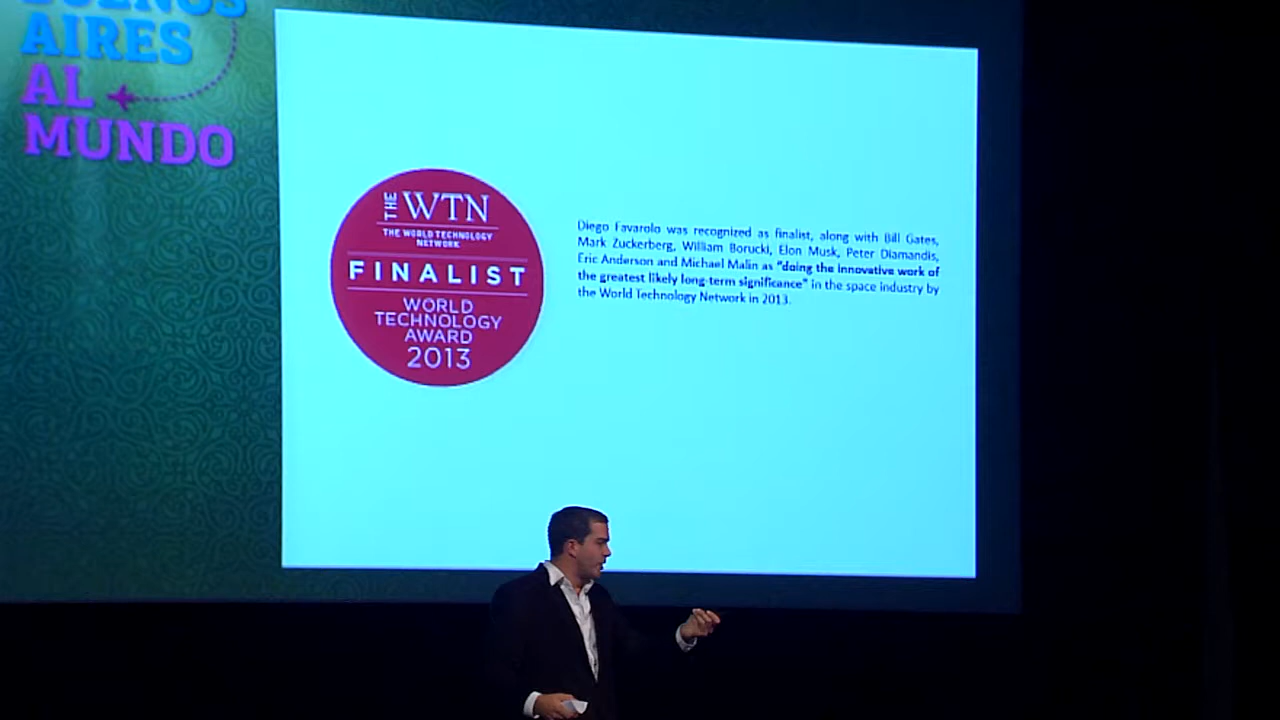 BUENOS
AIRES
AL
MUNDO
THE WTN
THE WORLD TECHNOLOGY
NETWORK
FINALIST
WORLD
TECHNOLOGY
AWARD
2013
Diego Favarolo was recognized as finalist, along with Bill Gates,
Mark Zuckerberg, William Borucki, Elon Musk, Peter Diamandis,
Eric Anderson and Michael Malin as "doing the innovative work of
the greatest likely long-term significance" in the space industry by
the World Technology Network in 2013.